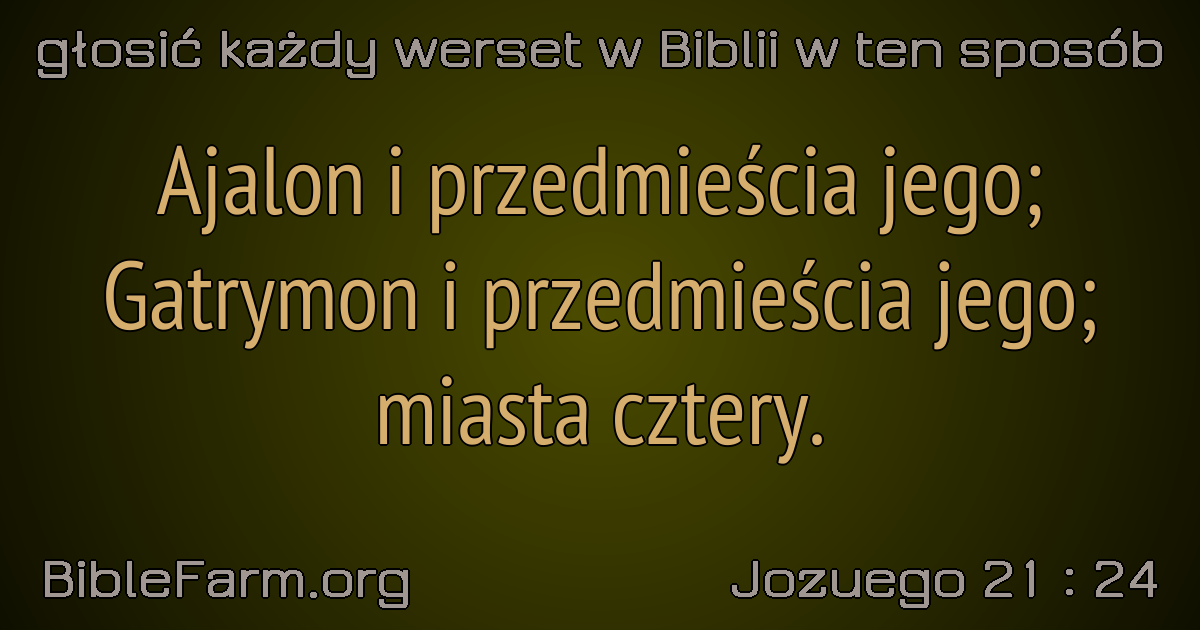 głosić każdy werset w Biblii w ten sposób
Ajalon i przedmieścia jego;
Gatrymon i przedmieścia jego;
miasta cztery.
BibleFarm.org
Jozuego 21 : 24